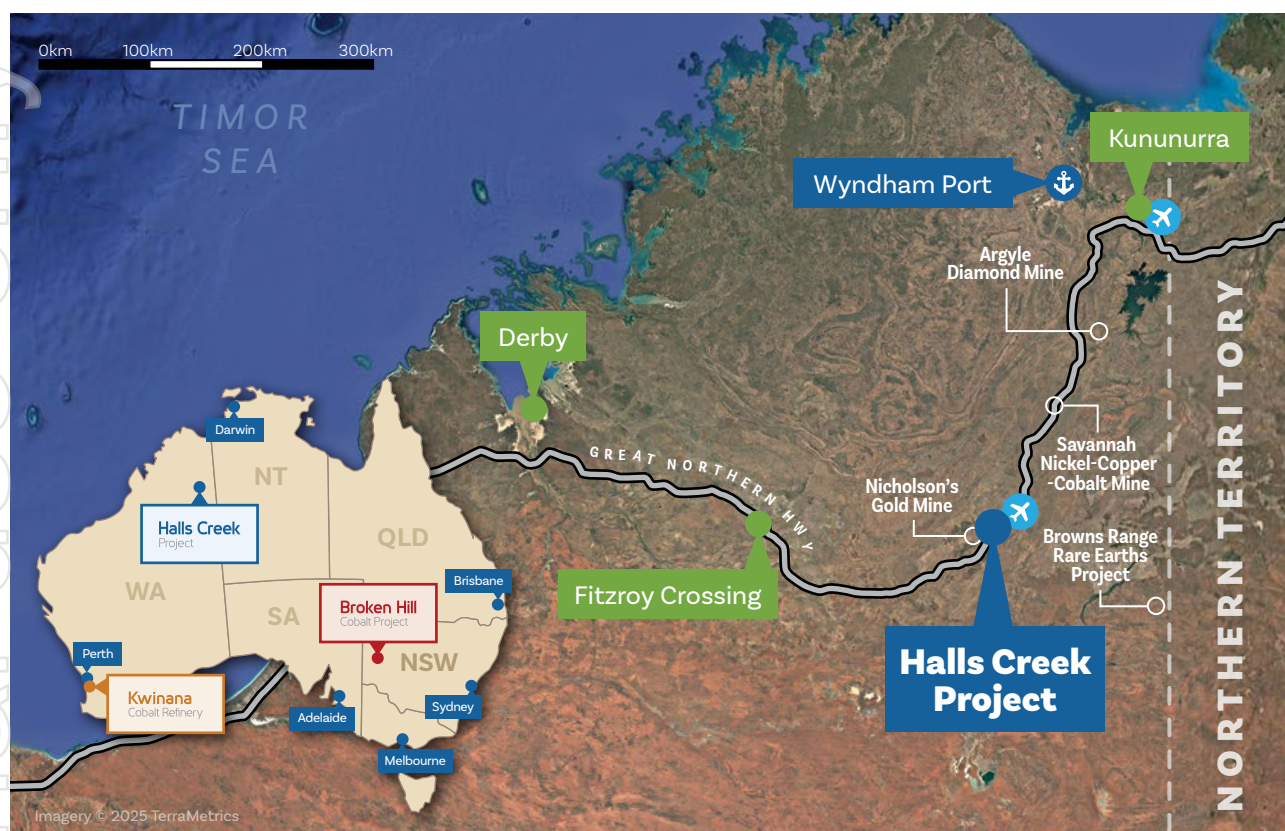 0km 100km 200km 300km
TIMOR
SEA
Kununurra
Wyndham Port
Argyle
Diamond Mine
Derby
GREAT NORTHERN HWY
Savannah
Nickel-Copper
-Cobalt Mine
Nicholson's
Gold Mine
Browns Range
Rare Earths
Project
Fitzroy Crossing
Halls Creek
Project
NORTHERN TERRITORY
Darwin
NT
Halls Creek
Project
QLD
WA
Brisbane
SA
Broken Hill
Cobalt Project
NSW
Perth
Kwinana
Cobalt Refinery
Adelaide
Sydney
Melbourne
Imagery © 2025 TerraMetrics